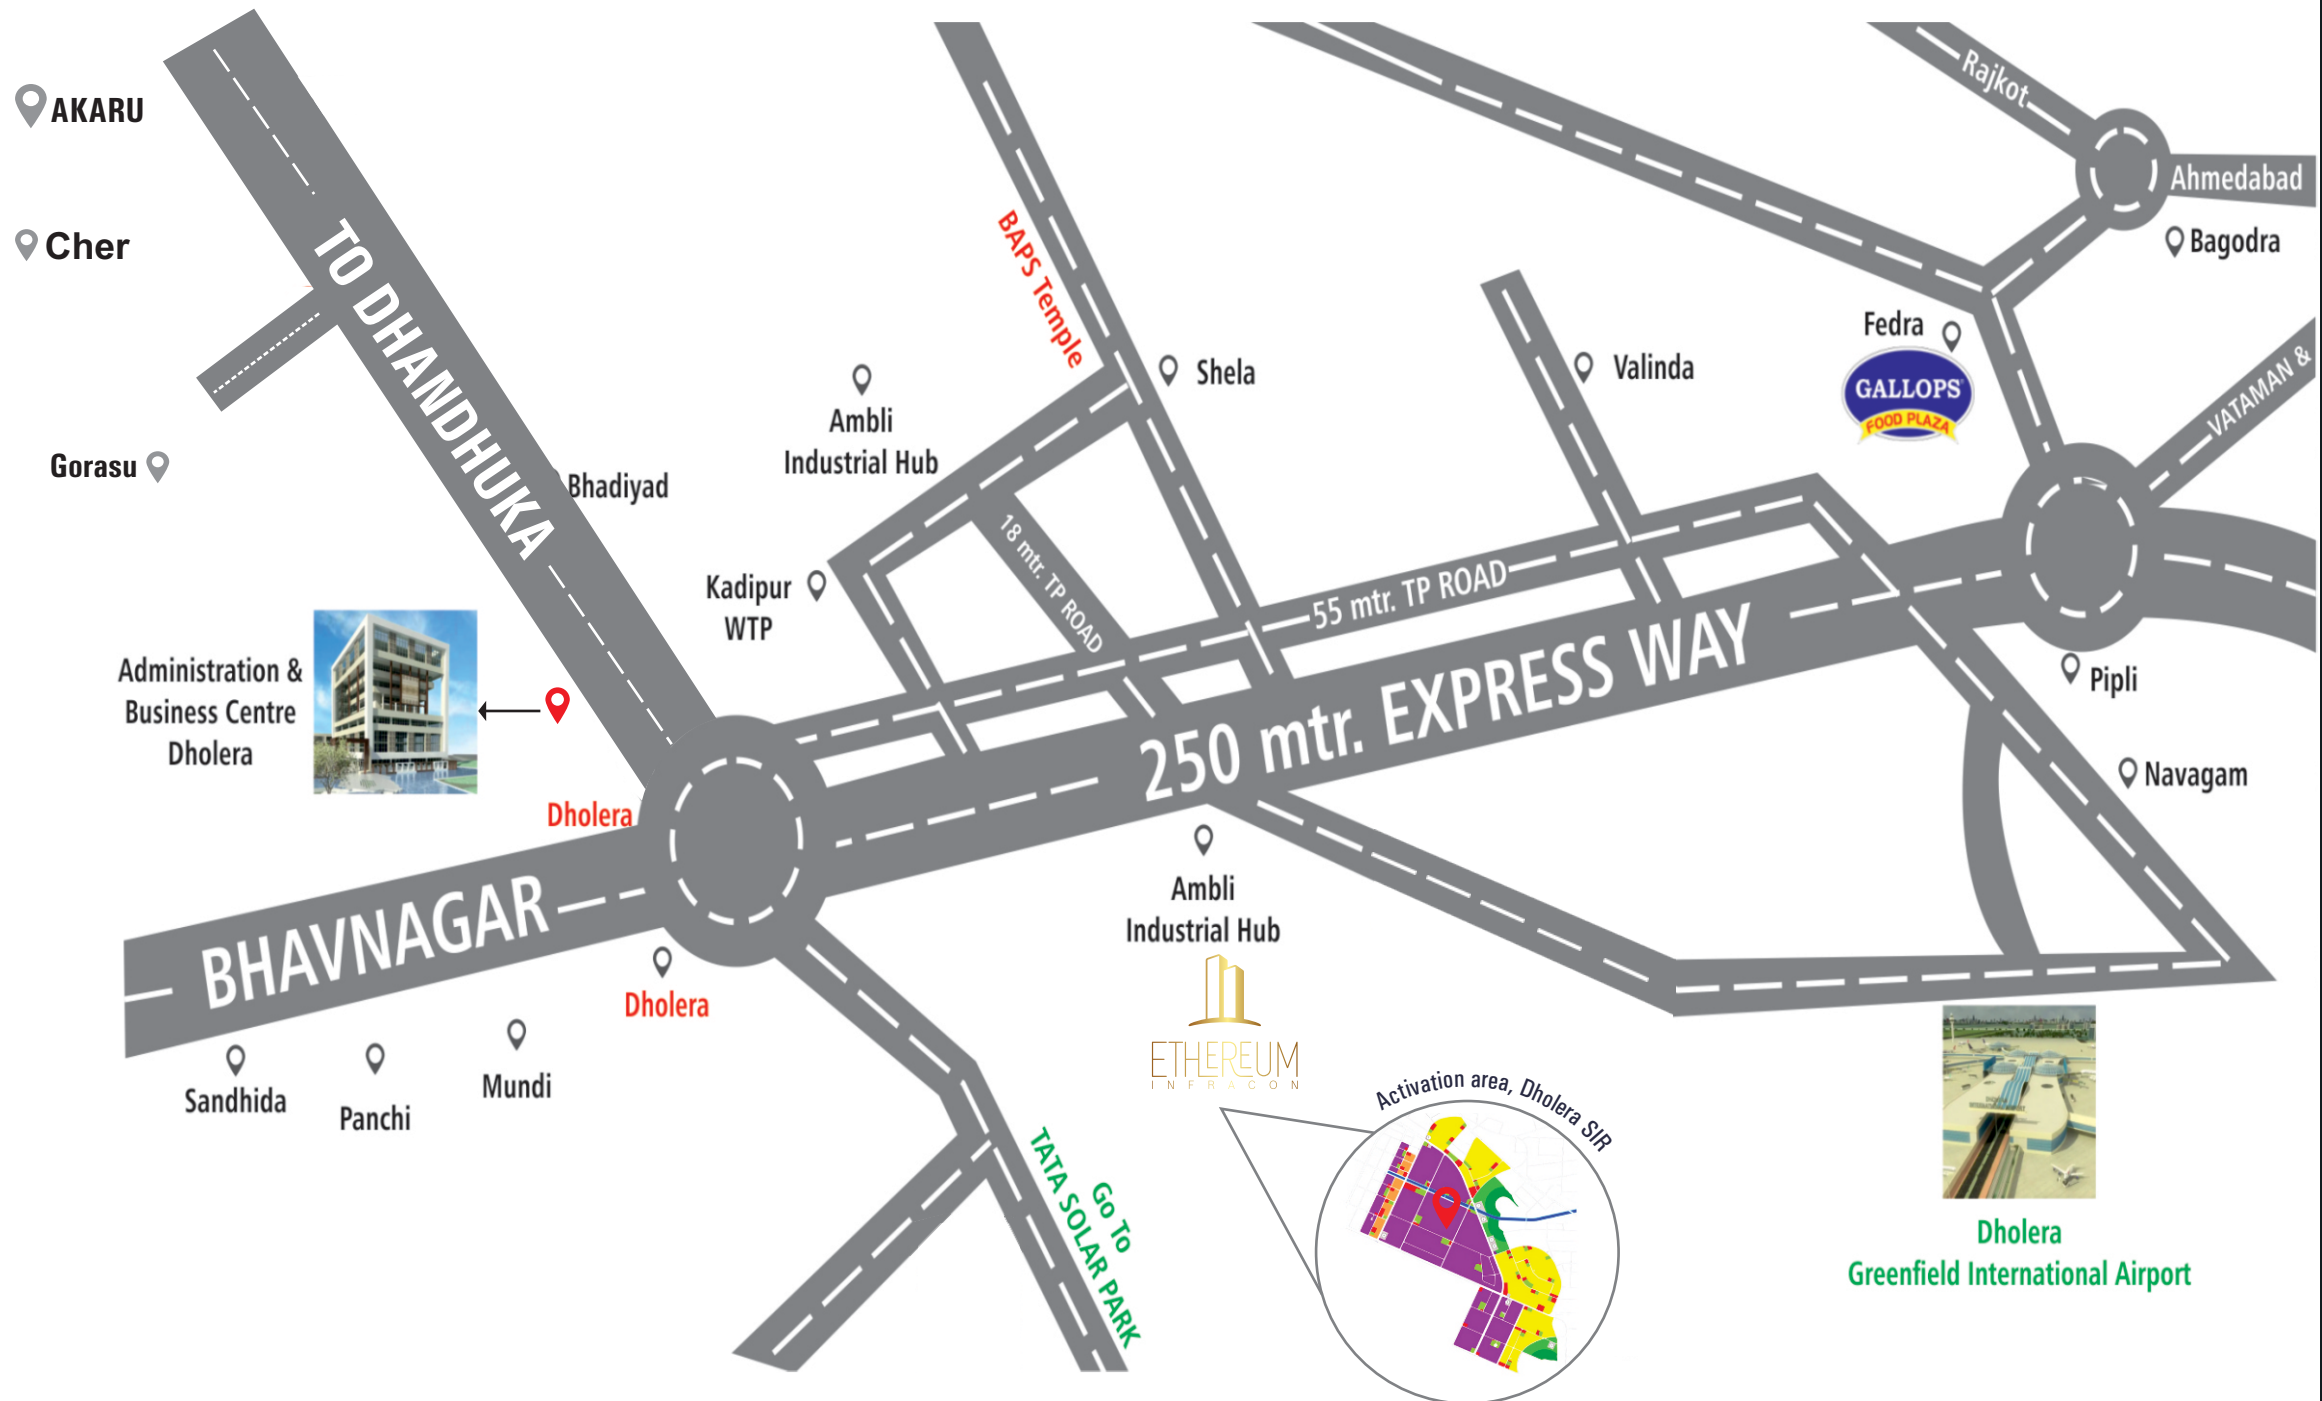 AKARU
Cher
Gorasu
TO DHANDHUKA
Bhadiyad
Administration &
Business Centre
Dholera
Dholera
BHAVNAGAR
Dholera
Sandhida
Panchi
Mundi
Go To
TATA SOLAR PARK
BAPS Temple
Ambli
Industrial Hub
Kadipur
WTP
18 mtr. TP ROAD
Shela
55 mtr. TP ROAD
250 mtr. EXPRESS WAY
Valinda
Rajkot
Ahmedabad
Bagodra
Fedra
GALLOPS
FOOD PLAZA
VATAMAN &
Pipli
Navagam
Ambli
Industrial Hub
ETHEREUM
INFRACON
Activation area, Dholera SIR
Dholera
Greenfield International Airport